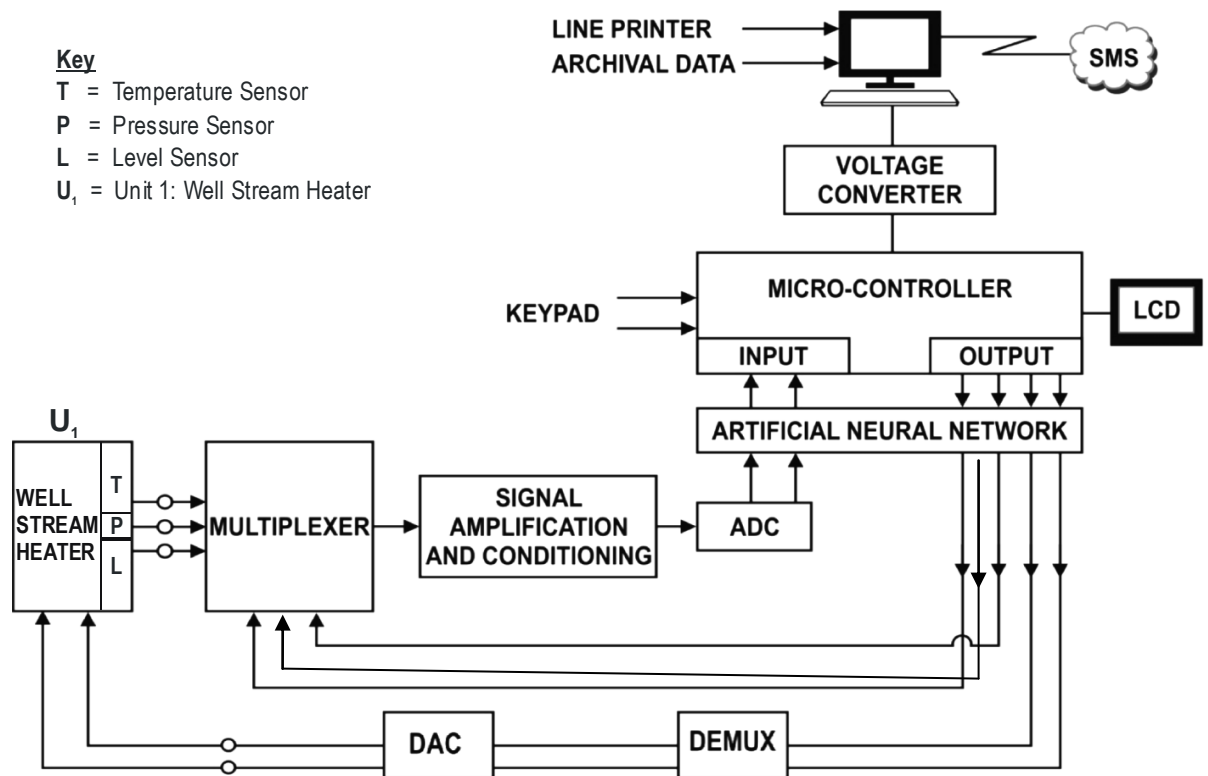 LINE PRINTER
ARCHIVAL DATA
SMS
Key
T = Temperature Sensor
P = Pressure Sensor
L = Level Sensor
U₁ = Unit 1: Well Stream Heater
VOLTAGE
CONVERTER
MICRO-CONTROLLER
KEYPAD
LCD
INPUT
OUTPUT
ARTIFICIAL NEURAL NETWORK
U₁
WELL
STREAM
HEATER
T
P
L
MULTIPLEXER
SIGNAL
AMPLIFICATION
AND CONDITIONING
ADC
DAC
DEMUX